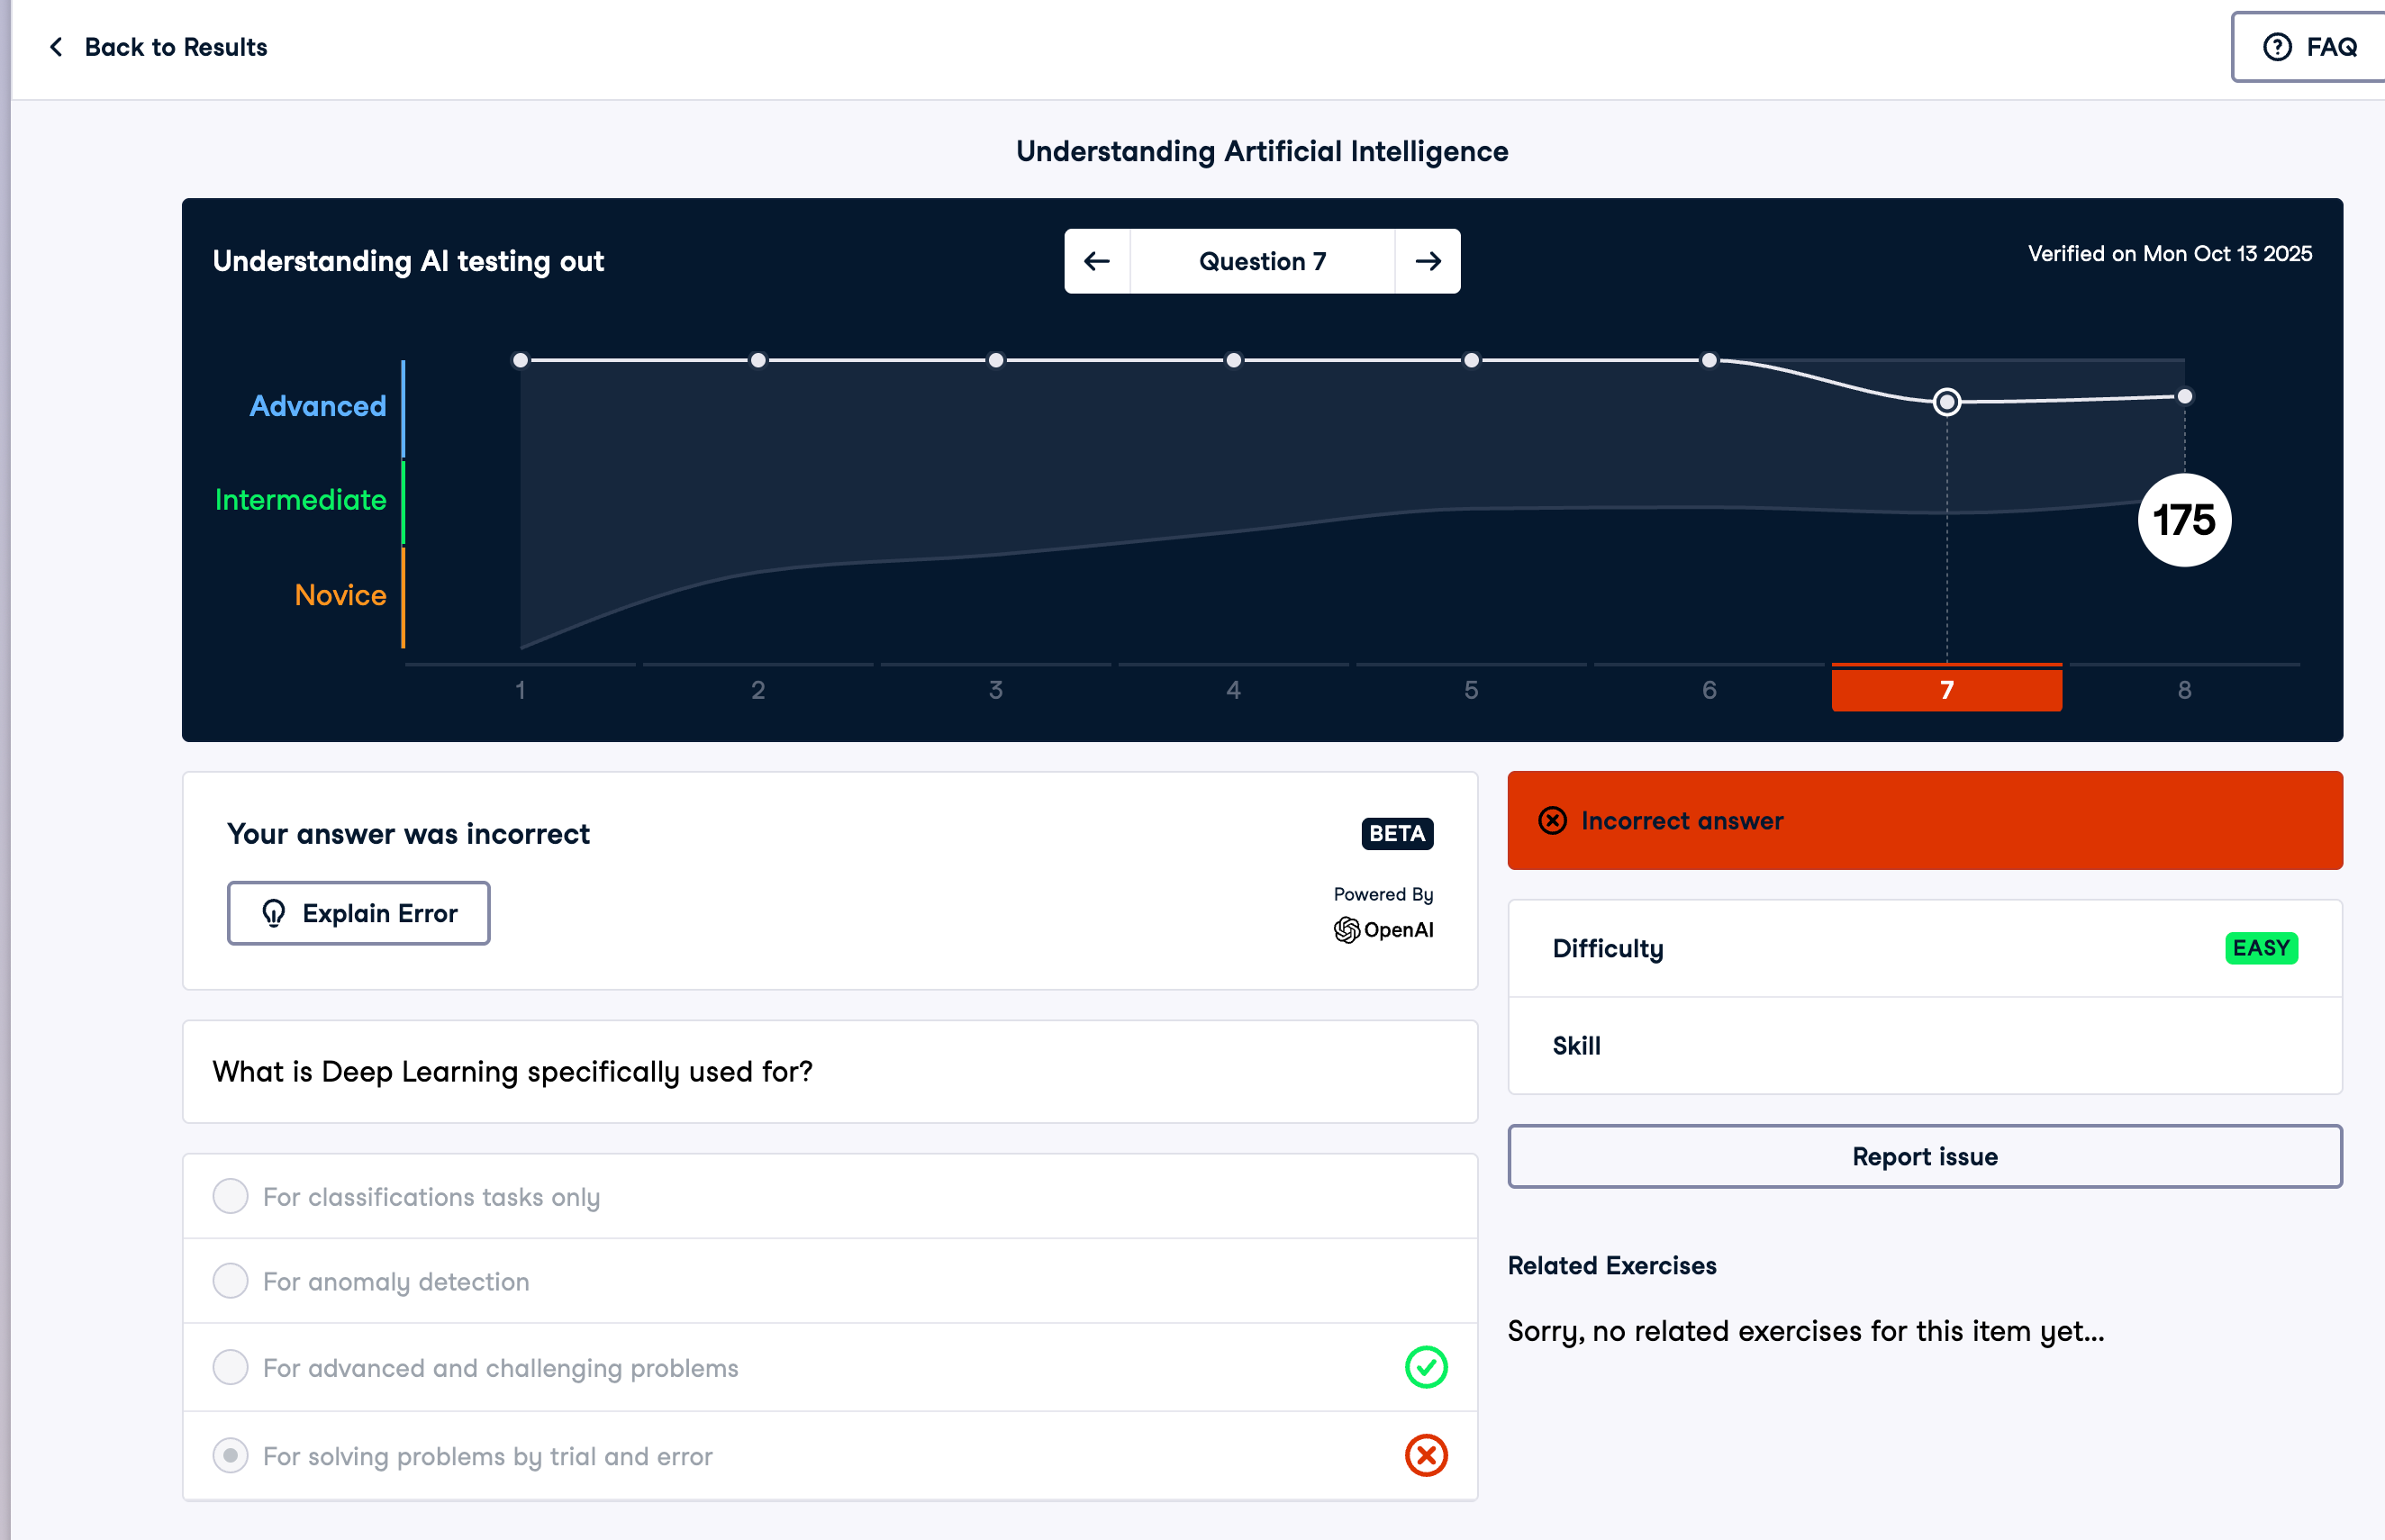 Back to Results
FAQ
Understanding Artificial Intelligence
Understanding AI testing out
Question 7
Verified on Mon Oct 13 2025
Advanced
Intermediate
Novice
175
1 2 3 4 5 6 7 8
Your answer was incorrect
BETA
Explain Error
Powered By
OpenAI
Incorrect answer
Difficulty
EASY
Skill
Report issue
What is Deep Learning specifically used for?
For classifications tasks only
For anomaly detection
For advanced and challenging problems
For solving problems by trial and error
Related Exercises
Sorry, no related exercises for this item yet...